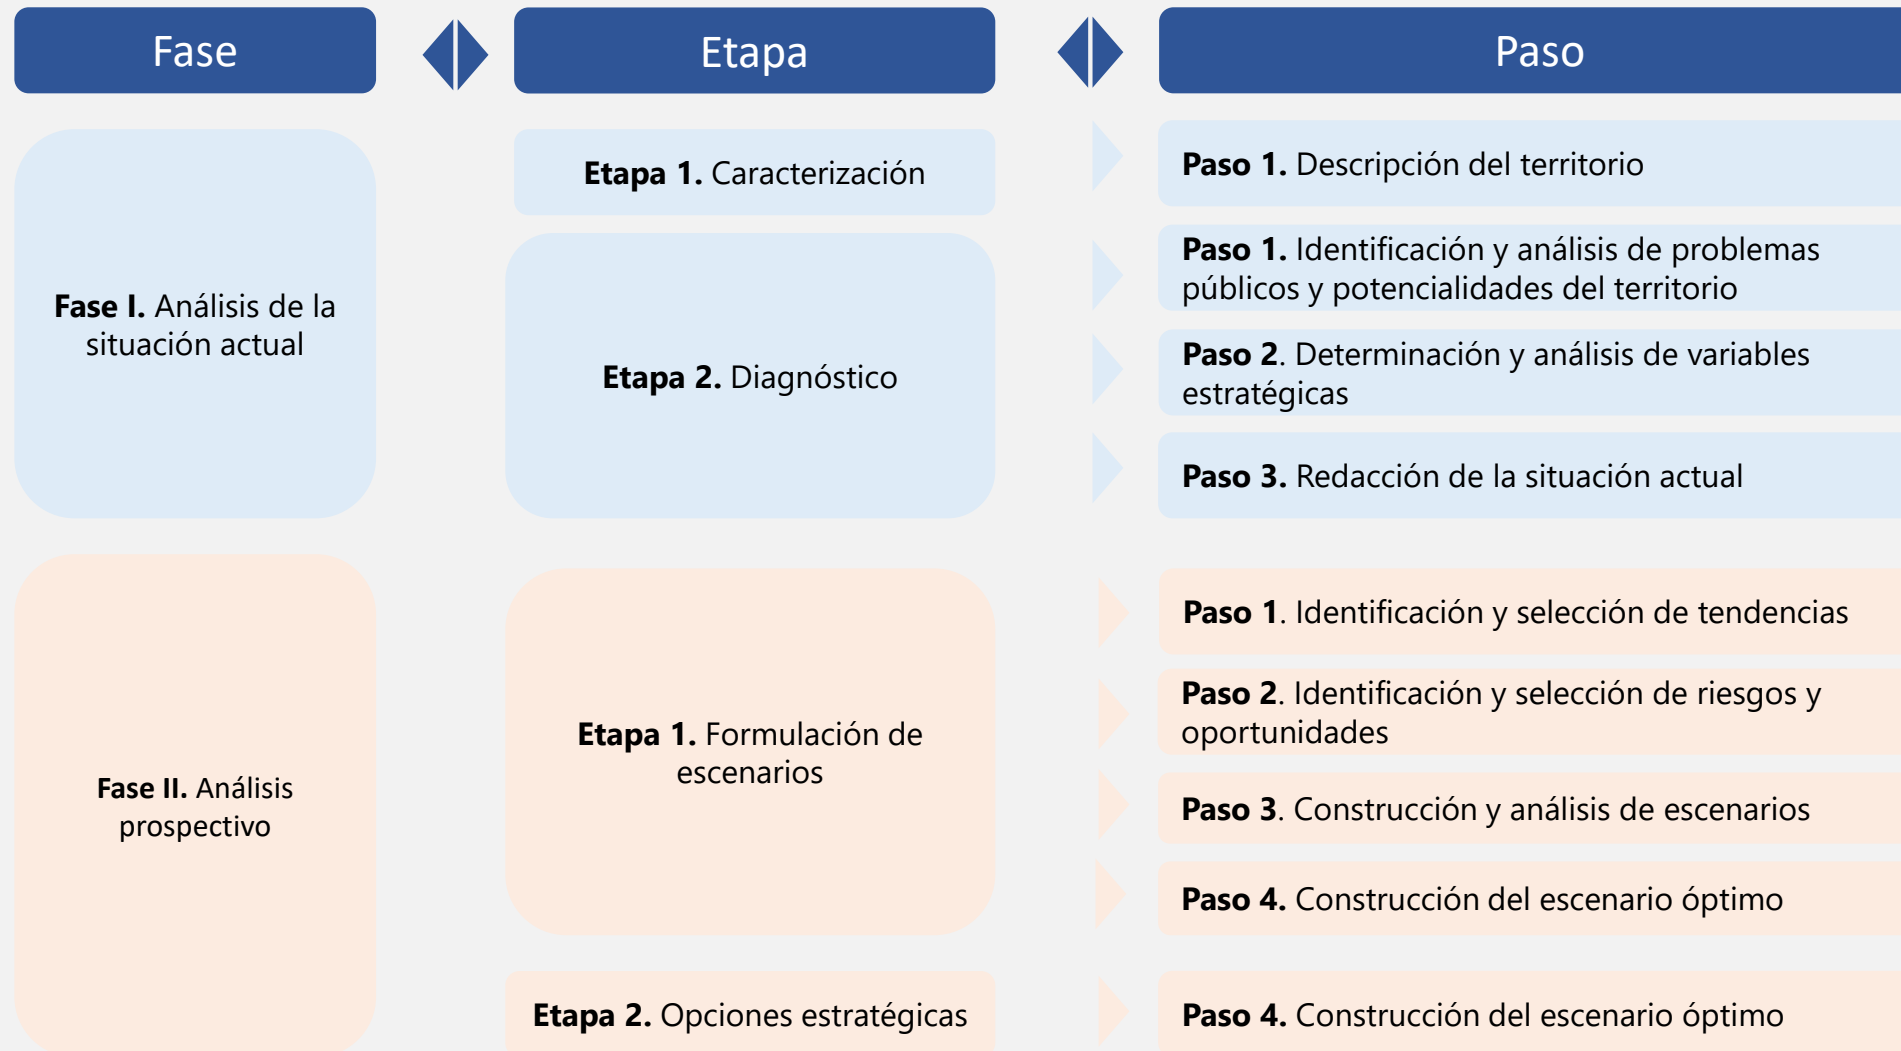 Fase
Etapa
Paso
Fase I. Análisis de la
situación actual
Etapa 1. Caracterización
Paso 1. Descripción del territorio
Etapa 2. Diagnóstico
Paso 1. Identificación y análisis de problemas
públicos y potencialidades del territorio
Paso 2. Determinación y análisis de variables
estratégicas
Paso 3. Redacción de la situación actual
Fase II. Análisis
prospectivo
Etapa 1. Formulación de
escenarios
Paso 1. Identificación y selección de tendencias
Paso 2. Identificación y selección de riesgos y
oportunidades
Paso 3. Construcción y análisis de escenarios
Paso 4. Construcción del escenario óptimo
Etapa 2. Opciones estratégicas
Paso 4. Construcción del escenario óptimo